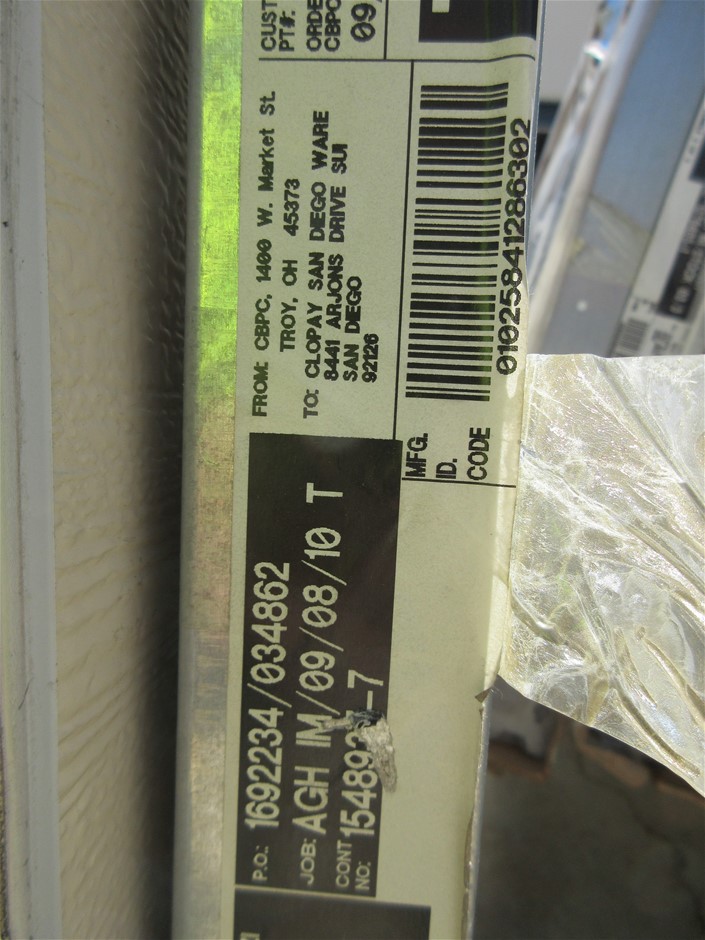 P.O.: 1692234/034862
JOB: AGH IM/09/08/10 T
CONT
NO:
FROM: CBPC, 1400 W. Market St.
TROY, OH 45373
TO: CLOPAY SAN DIEGO WARE
8441 ARJONS DRIVE SUI
SAN DIEGO
92126
MFG.
ID.
CODE
01025841286302
CUST
PT#:
ORDE
CBPC
09/